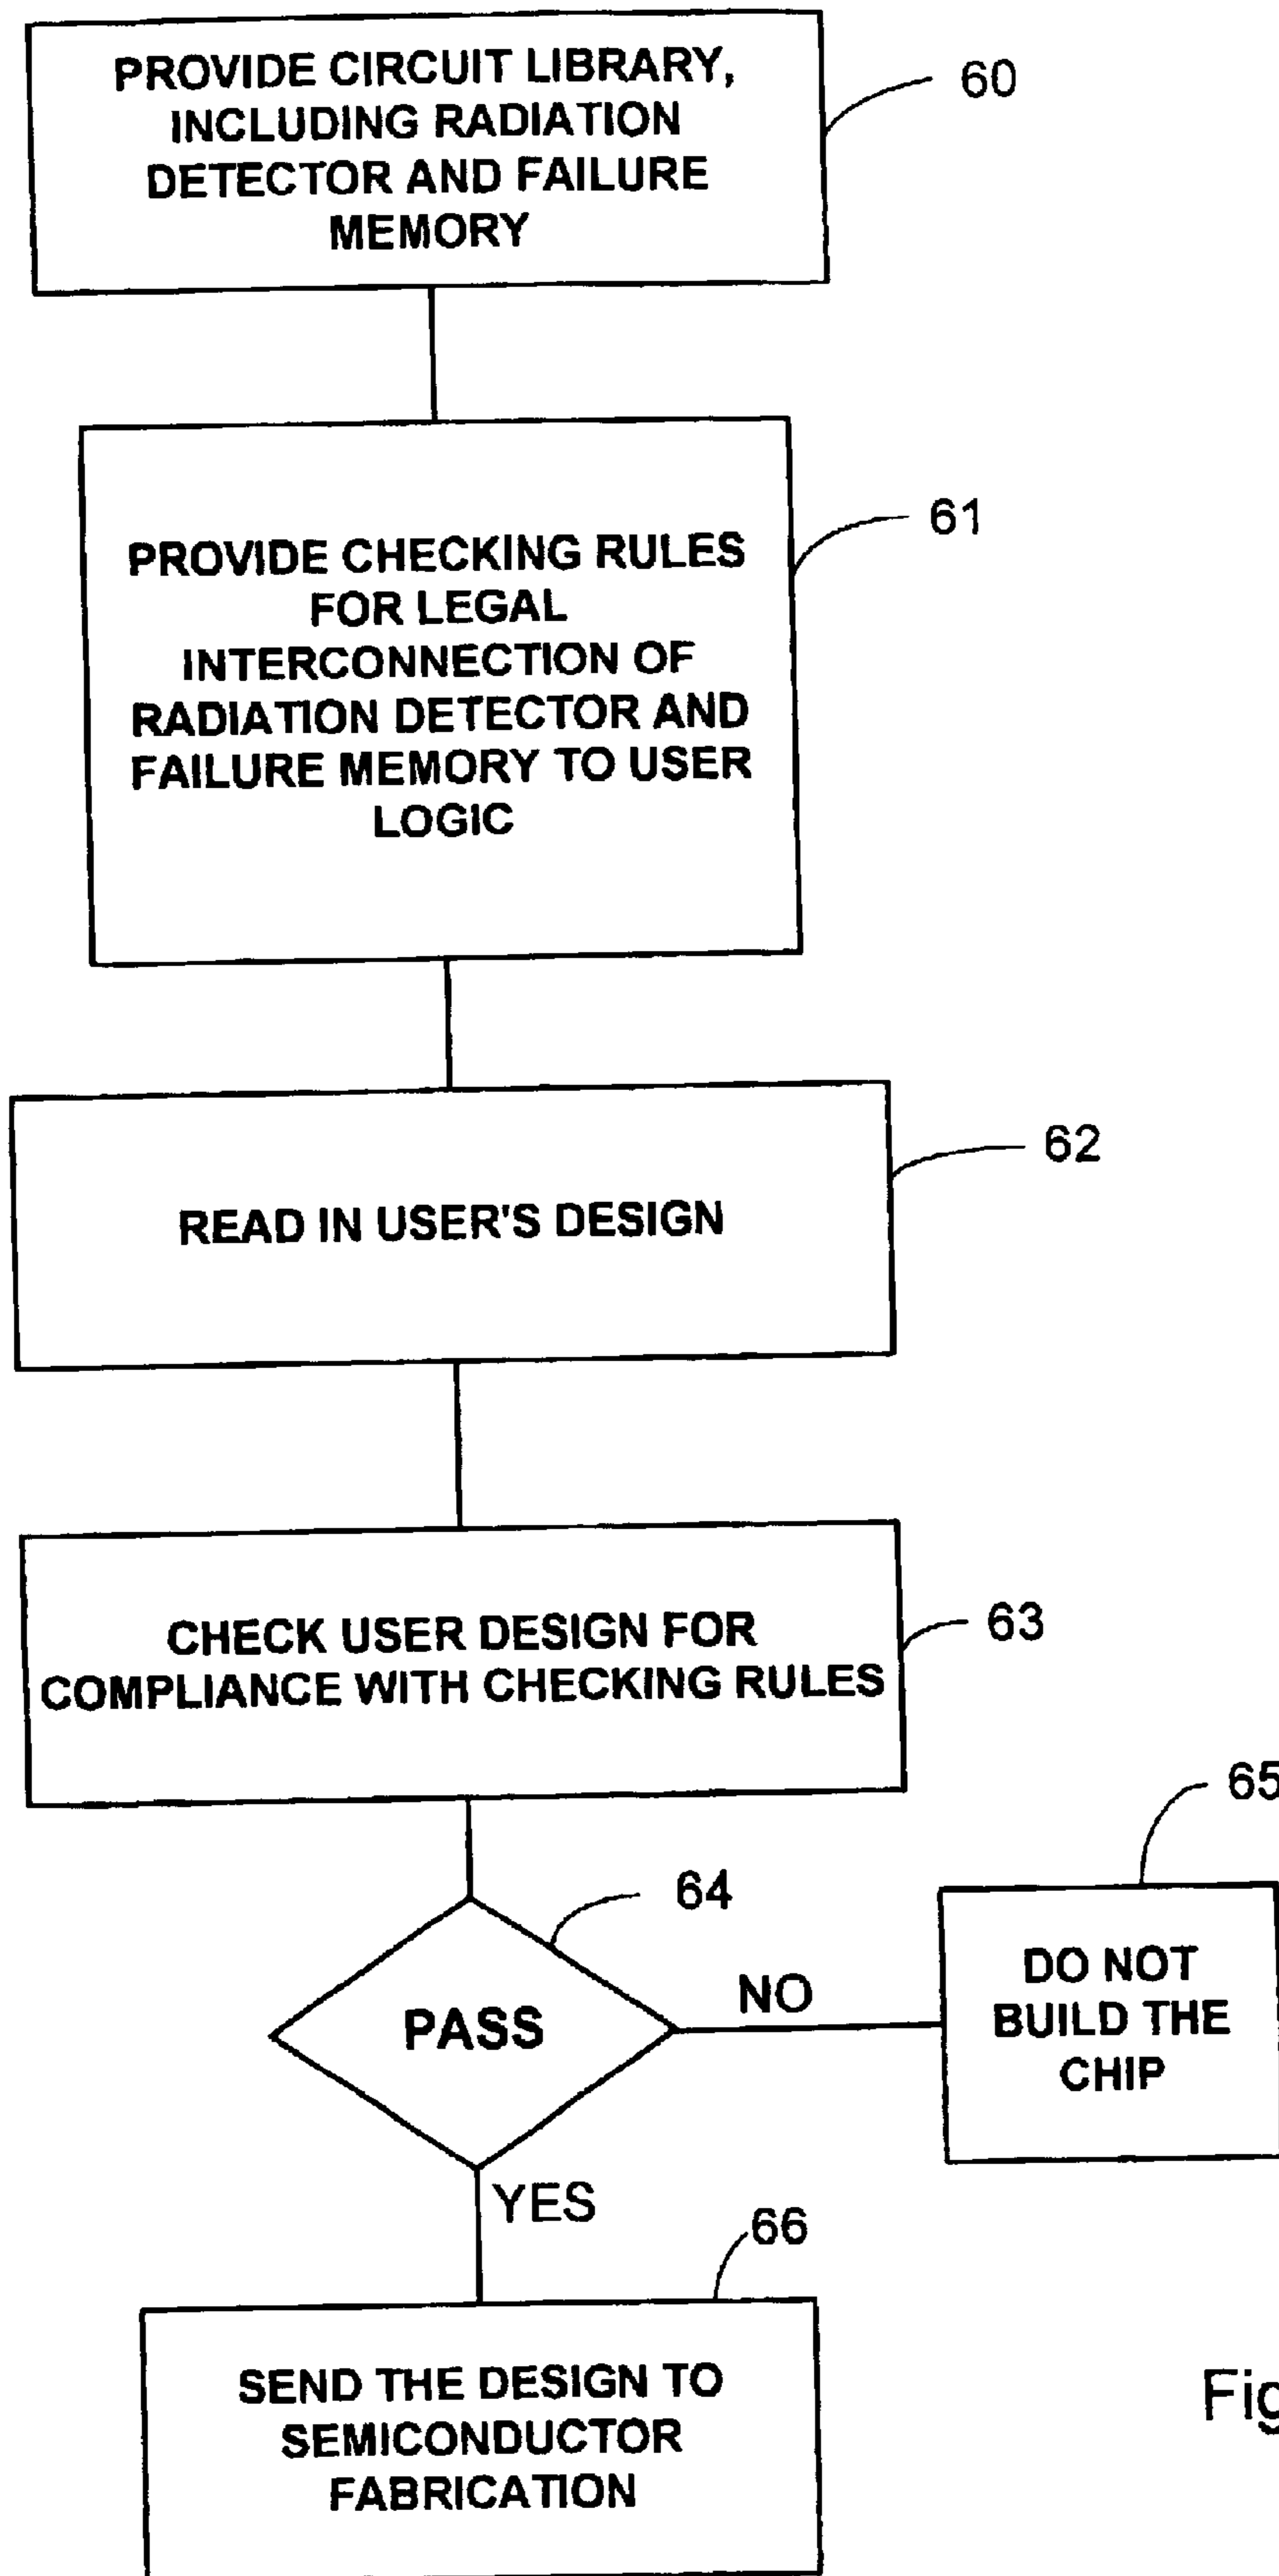 PROVIDE CIRCUIT LIBRARY,
INCLUDING RADIATION
DETECTOR AND FAILURE
MEMORY
60
PROVIDE CHECKING RULES
FOR LEGAL
INTERCONNECTION OF
RADIATION DETECTOR AND
FAILURE MEMORY TO USER
LOGIC
61
READ IN USER'S DESIGN
62
CHECK USER DESIGN FOR
COMPLIANCE WITH CHECKING RULES
63
64
PASS
NO
65
DO NOT
BUILD THE
CHIP
YES
66
SEND THE DESIGN TO
SEMICONDUCTOR
FABRICATION
Fig